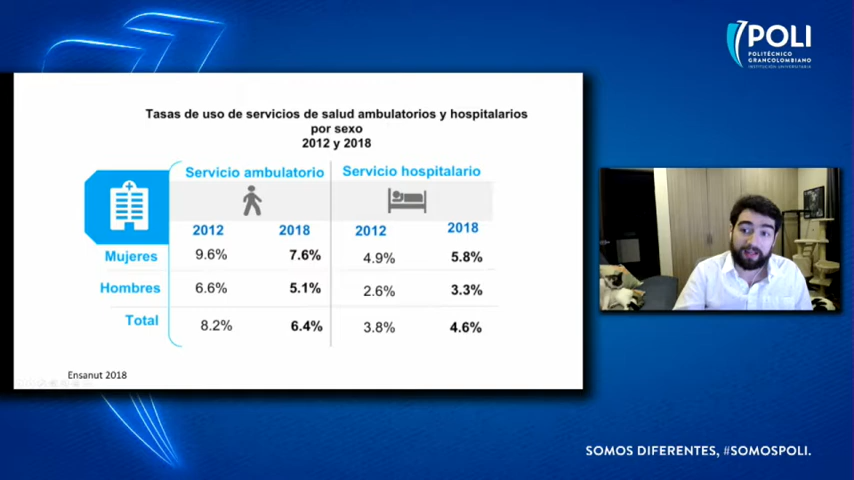 POLI
POLITÉCNICO
GRANCOLOMBIANO
INSTITUCIÓN UNIVERSITARIA
Tasas de uso de servicios de salud ambulatorios y hospitalarios
por sexo
2012 y 2018
Servicio ambulatorio Servicio hospitalario
2012 2018 2012 2018
Mujeres 9.6% 7.6% 4.9% 5.8%
Hombres 6.6% 5.1% 2.6% 3.3%
Total 8.2% 6.4% 3.8% 4.6%
Ensanut 2018
SOMOS DIFERENTES, #SOMOSPOLI.